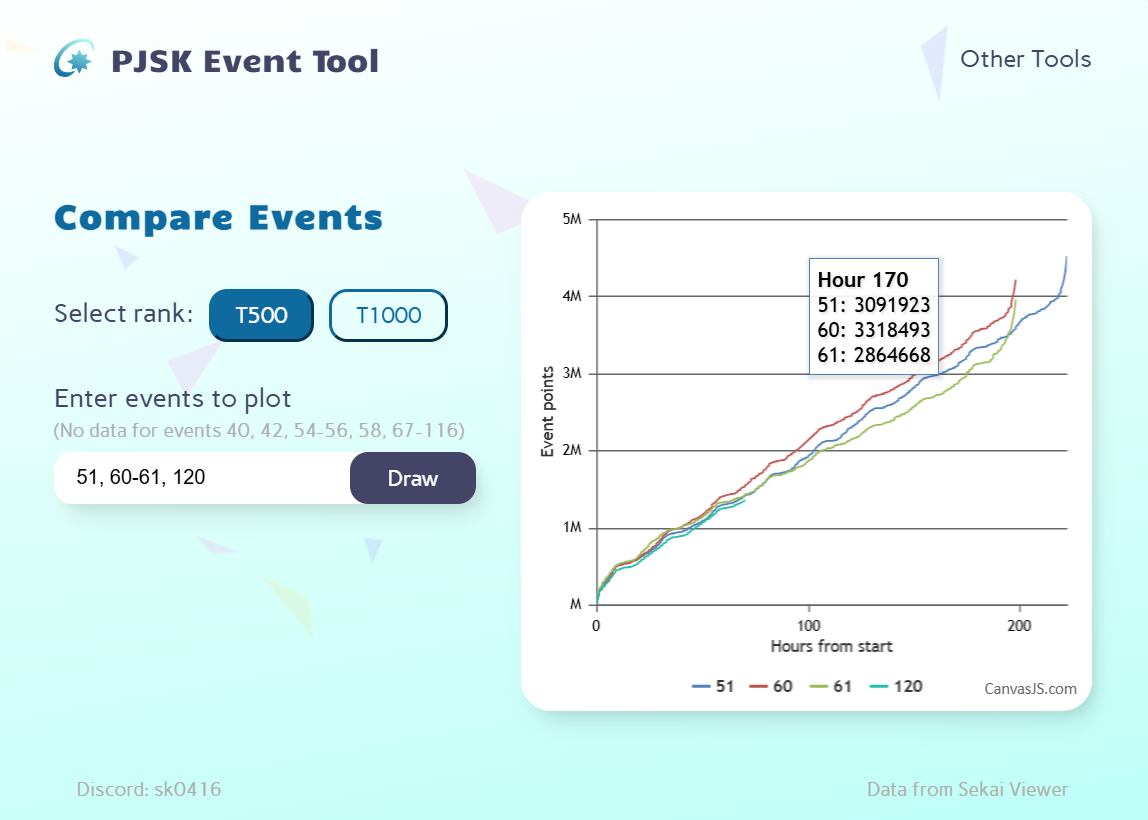 PJSK Event Tool
Other Tools
Compare Events
Select rank:
T500
T1000
Enter events to plot
(No data for events 40, 42, 54-56, 58, 67-116)
51, 60-61, 120
Draw
5M
4M
3M
2M
1M
M
Event points
Hour 170
51: 3091923
60: 3318493
61: 2864668
0
100
200
Hours from start
51
60
61
120
CanvasJS.com
Discord: sk0416
Data from Sekai Viewer